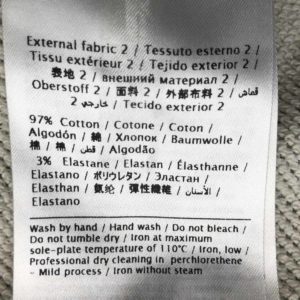 External fabric 2 / Tessuto esterno 2 /
Tissu extérieur 2 / Tejido exterior 2 /
表地 2 / внешний материал 2 /
Oberstoff 2 / 面料 2 / 外部布料 2 / قماش
خارجي 2 / Tecido exterior 2
97% Cotton / Cotone / Coton /
Algodón / 綿 / Хлопок / Baumwolle /
棉 / 棉 / قطن / Algodão
3% Elastane / Elastan / Élasthanne /
Elastano / ポリウレタン / Эластан /
Elasthan / 氨纶 / 彈性纖維 / الأستان /
Elastano
Wash by hand / Hand wash / Do not bleach /
Do not tumble dry / Iron at maximum
sole-plate temperature of 110°C / Iron, low /
Professional dry cleaning in perchlorethene
- Mild process / Iron without steam